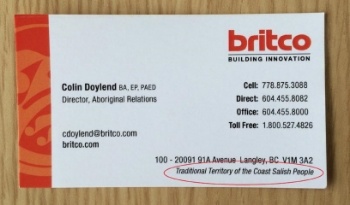 britco
BUILDING INNOVATION
Colin Doylend BA, EP, PAED
Director, Aboriginal Relations
Cell: 778.875.3088
Direct: 604.455.8082
Office: 604.455.8000
Toll Free: 1.800.527.4826
cdoylend@britco.com
britco.com
100 - 20091 91A Avenue Langley, BC V1M 3A2
Traditional Territory of the Coast Salish People